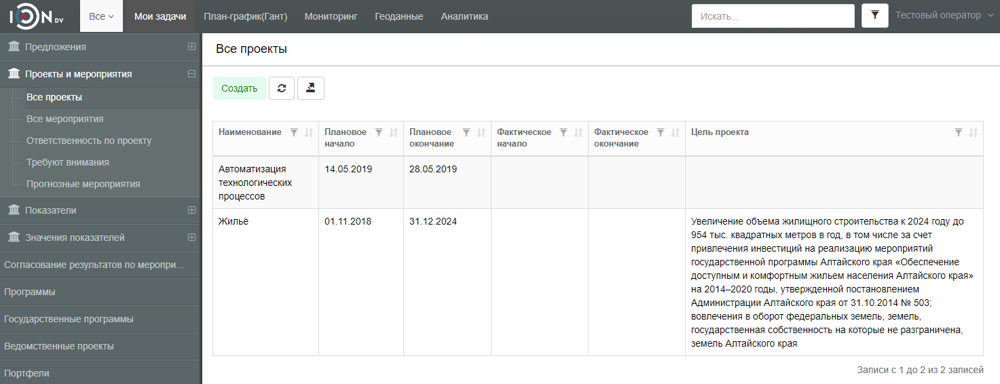 ION DV
Все
Мои задачи
План-график(Гант)
Мониторинг
Геоданные
Аналитика
Искать...
Тестовый оператор
Предложения
Проекты и мероприятия
Все проекты
Все мероприятия
Ответственность по проекту
Требуют внимания
Прогнозные мероприятия
Показатели
Значения показателей
Согласование результатов по меропри...
Программы
Государственные программы
Ведомственные проекты
Портфели
Все проекты
Создать
Наименование
Плановое
начало
Плановое
окончание
Фактическое
начало
Фактическое
окончание
Цель проекта
Автоматизация
технологических
процессов
14.05.2019
28.05.2019
Жильё
01.11.2018
31.12.2024
Увеличение объема жилищного строительства к 2024 году до
954 тыс. квадратных метров в год, в том числе за счет
привлечения инвестиций на реализацию мероприятий
государственной программы Алтайского края «Обеспечение
доступным и комфортным жильем населения Алтайского края»
на 2014–2020 годы, утвержденной постановлением
Администрации Алтайского края от 31.10.2014 № 503;
вовлечения в оборот федеральных земель, земель,
государственная собственность на которые не разграничена,
земель Алтайского края
Записи с 1 до 2 из 2 записей